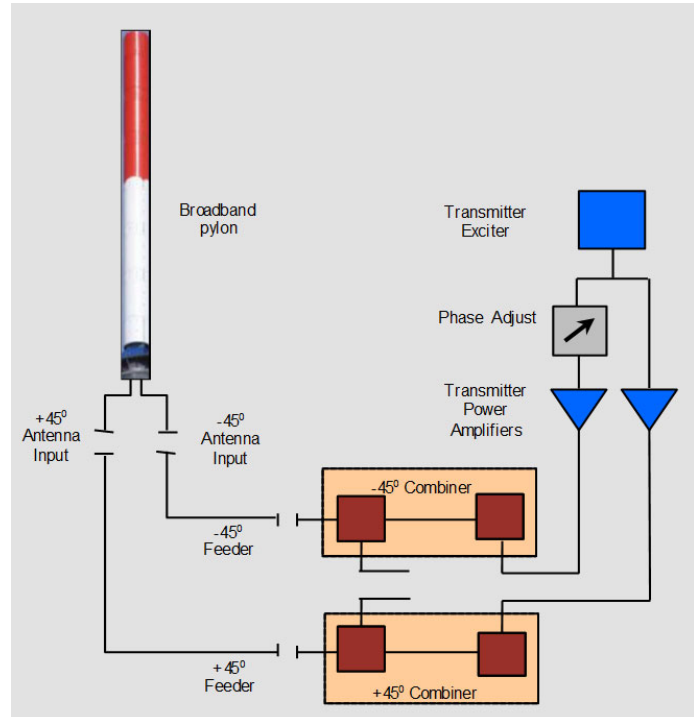 Broadband
pylon
Transmitter
Exciter
Phase Adjust
Transmitter
Power
Amplifiers
+45⁰
Antenna
Input
-45⁰
Antenna
Input
-45⁰ Combiner
-45⁰
Feeder
+45⁰
Feeder
+45⁰ Combiner